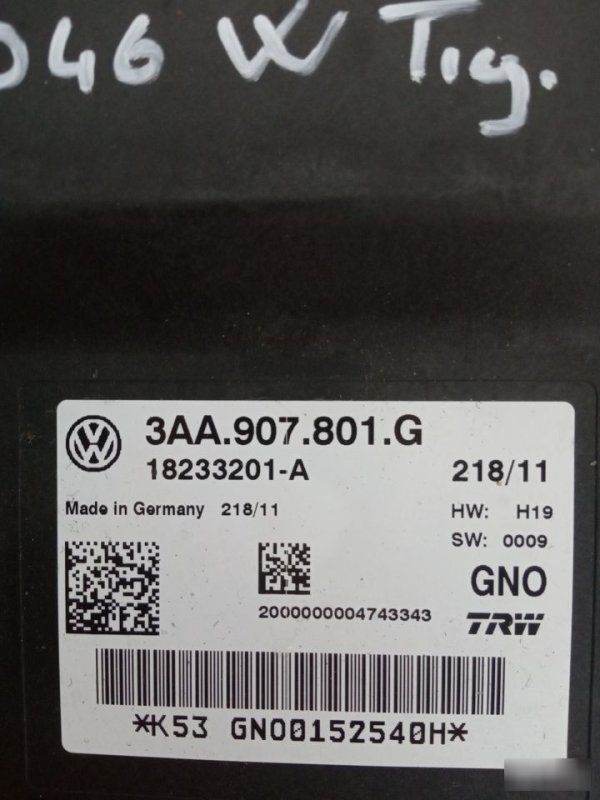 046 W Tig.
3AA.907.801.G
18233201-A 218/11
Made in Germany 218/11 HW: H19
SW: 0009
GNO
2000000004743343 TRW
*K53 GNO0152540H*